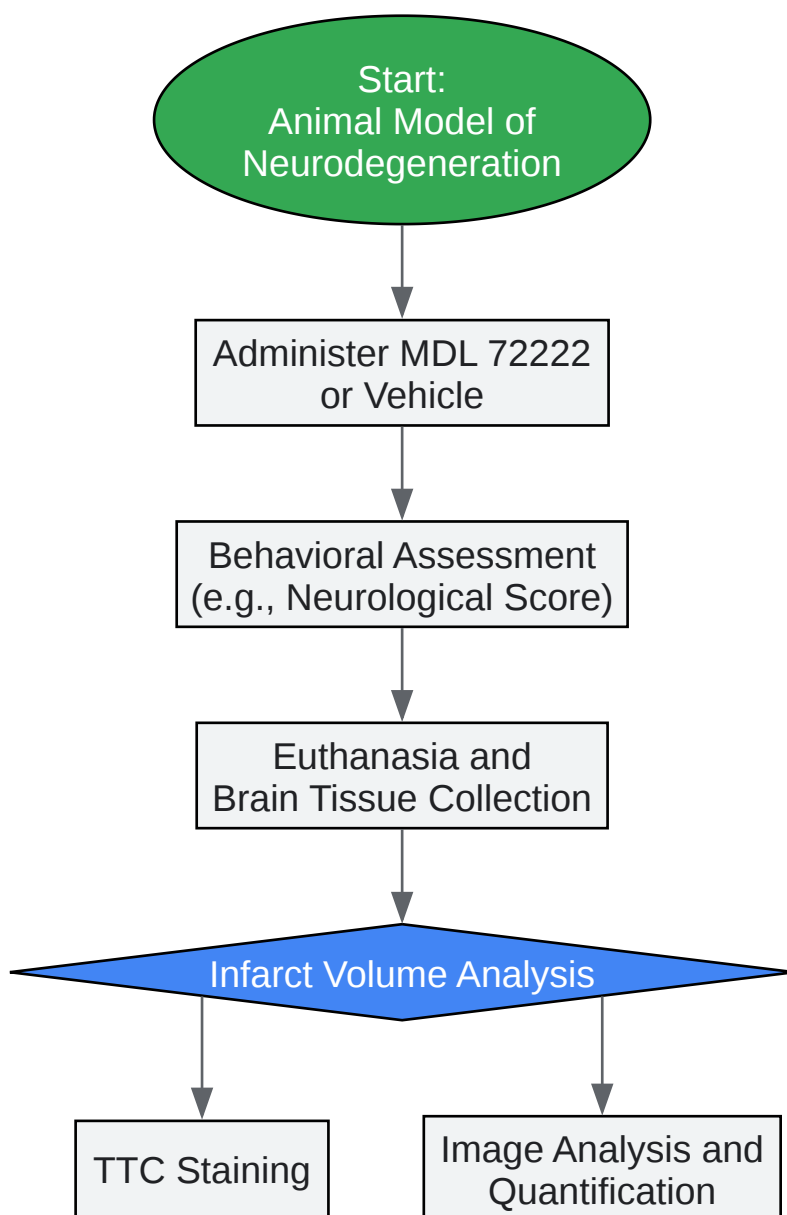 Start:
Animal Model of
Neurodegeneration
Administer MDL 72222
or Vehicle
Behavioral Assessment
(e.g., Neurological Score)
Euthanasia and
Brain Tissue Collection
Infarct Volume Analysis
TTC Staining
Image Analysis and
Quantification